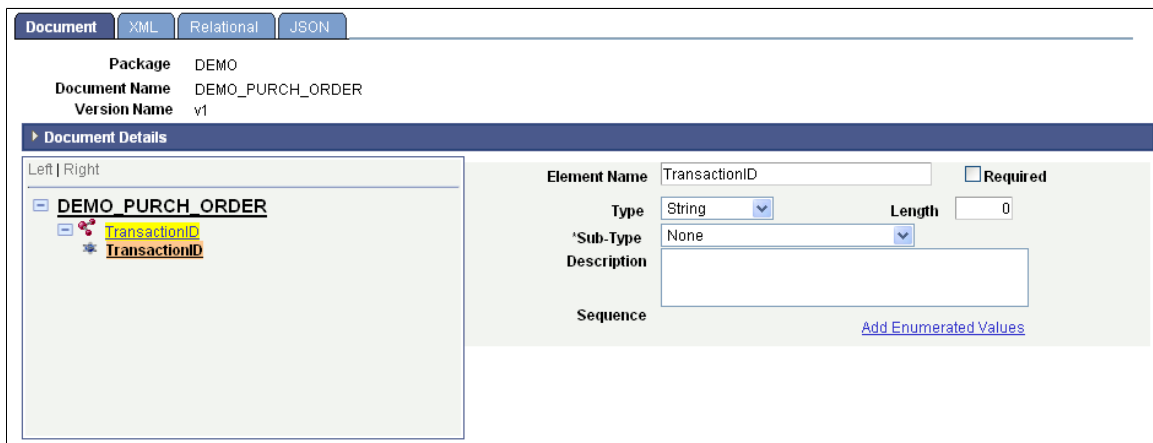 Document XML Relational JSON
Package DEMO
Document Name DEMO_PURCH_ORDER
Version Name v1
Document Details
Left | Right
DEMO_PURCH_ORDER
TransactionID
TransactionID
Element Name TransactionID Required
Type String Length 0
*Sub-Type None
Description
Sequence
Add Enumerated Values